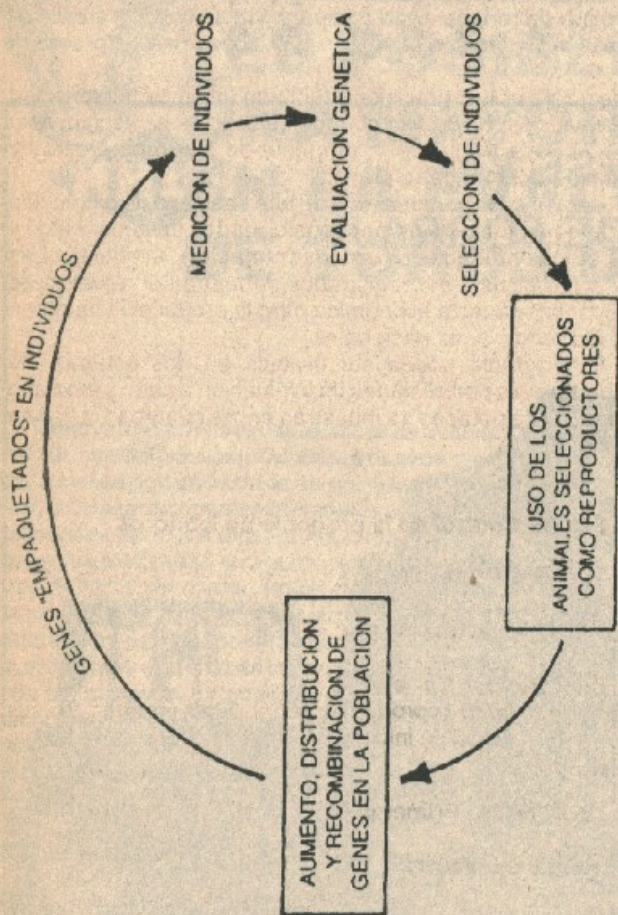 GENES "EMPAQUETADOS" EN INDIVIDUOS
MEDICION DE INDIVIDUOS
EVALUACION GENETICA
SELECCION DE INDIVIDUOS
USO DE LOS
ANIMALES SELECCIONADOS
COMO REPRODUCTORES
AUMENTO, DISTRIBUCION
Y RECOMBINACION DE
GENES EN LA POBLACION